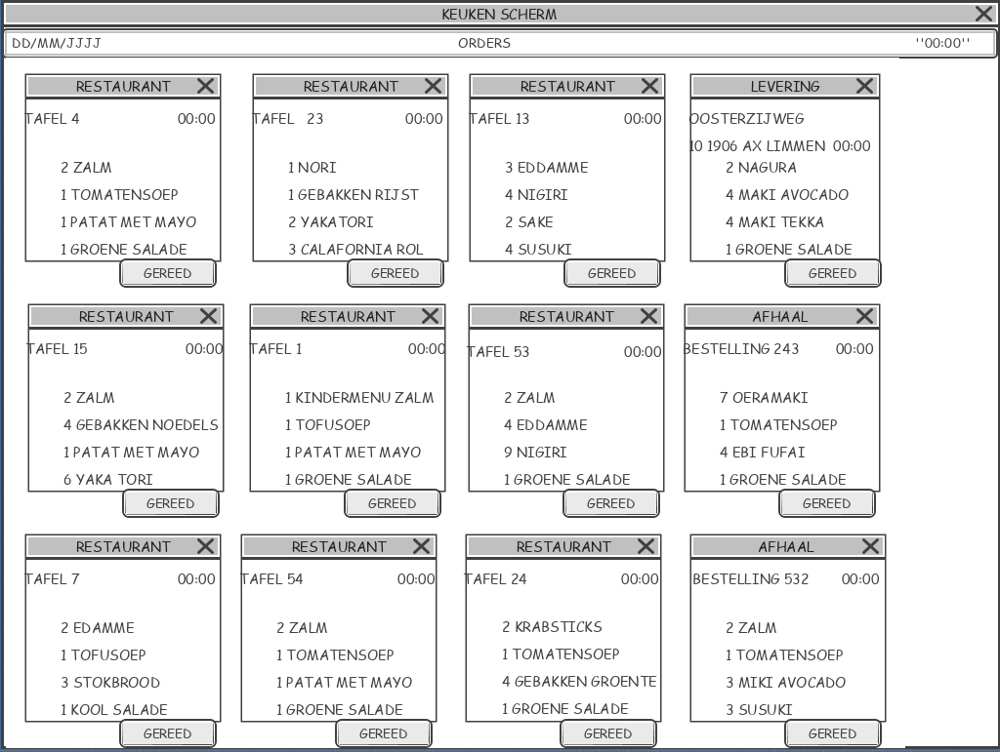 KEUKEN SCHERM
DD/MM/JJJJ ORDERS ''00:00''
RESTAURANT
TAFEL 4 00:00
2 ZALM
1 TOMATENSOEP
1 PATAT MET MAYO
1 GROENE SALADE
GEREED
RESTAURANT
TAFEL 23 00:00
1 NORI
1 GEBAKKEN RIJST
2 YAKATORI
3 CALAFORNIA ROL
GEREED
RESTAURANT
TAFEL 13 00:00
3 EDDAMME
4 NIGIRI
2 SAKE
4 SUSUKI
GEREED
LEVERING
OOSTERZIJWEG
10 1906 AX LIMMEN 00:00
2 NAGURA
4 MAKI AVOCADO
4 MAKI TEKKA
1 GROENE SALADE
GEREED
RESTAURANT
TAFEL 15 00:00
2 ZALM
4 GEBAKKEN NOEDELS
1 PATAT MET MAYO
6 YAKA TORI
GEREED
RESTAURANT
TAFEL 1 00:00
1 KINDERMENU ZALM
1 TOFUSOEP
1 PATAT MET MAYO
1 GROENE SALADE
GEREED
RESTAURANT
TAFEL 53 00:00
2 ZALM
4 EDDAMME
9 NIGIRI
1 GROENE SALADE
GEREED
AFHAAL
BESTELLING 243 00:00
7 OERAMAKI
1 TOMATENSOEP
4 EBI FUFAI
1 GROENE SALADE
GEREED
RESTAURANT
TAFEL 7 00:00
2 EDAMME
1 TOFUSOEP
3 STOKBROOD
1 KOOL SALADE
GEREED
RESTAURANT
TAFEL 54 00:00
2 ZALM
1 TOMATENSOEP
1 PATAT MET MAYO
1 GROENE SALADE
GEREED
RESTAURANT
TAFEL 24 00:00
2 KRABSTICKS
1 TOMATENSOEP
4 GEBAKKEN GROENTE
1 GROENE SALADE
GEREED
AFHAAL
BESTELLING 532 00:00
2 ZALM
1 TOMATENSOEP
3 MIKI AVOCADO
3 SUSUKI
GEREED